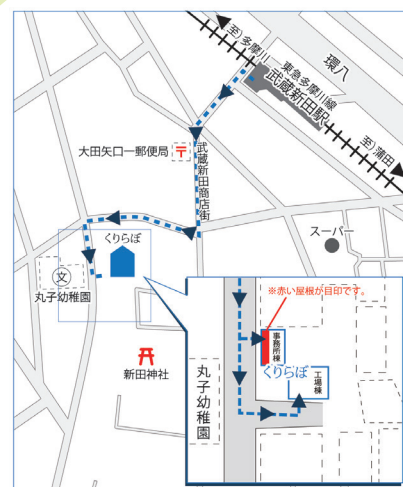 至)多摩川
環八
東急多摩川線
武蔵新田駅
至)蒲田
大田矢口一郵便局
武蔵新田商店街
くりらぼ
スーパー
文
丸子幼稚園
新田神社
※赤い屋根が目印です。
事務所棟
くりらぼ
工場棟
丸子幼稚園